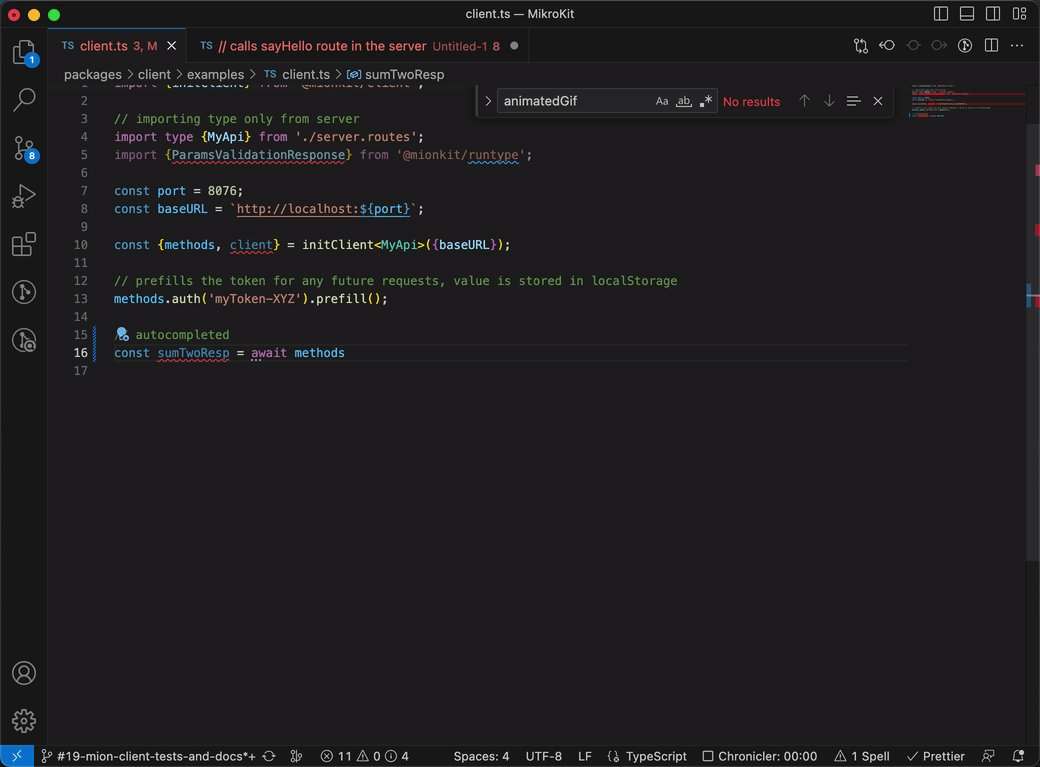 client.ts — MikroKit
TS client.ts 3, M
TS // calls sayHello route in the server Untitled-1 8
packages > client > examples > TS client.ts > sumTwoResp
animatedGif Aa ab .* No results
1
8
1 import {initClient} from '@mionkit/client';
2
3 // importing type only from server
4 import type {MyApi} from './server.routes';
5 import {ParamsValidationResponse} from '@mionkit/runtype';
6
7 const port = 8076;
8 const baseURL = `http://localhost:${port}`;
9
10 const {methods, client} = initClient<MyApi>({baseURL});
11
12 // prefills the token for any future requests, value is stored in localStorage
13 methods.auth('myToken-XYZ').prefill();
14
15 autocompleted
16 const sumTwoResp = await methods
17
#19-mion-client-tests-and-docs*+ 11 0 4 Spaces: 4 UTF-8 LF {} TypeScript Chronicler: 00:00 1 Spell Prettier